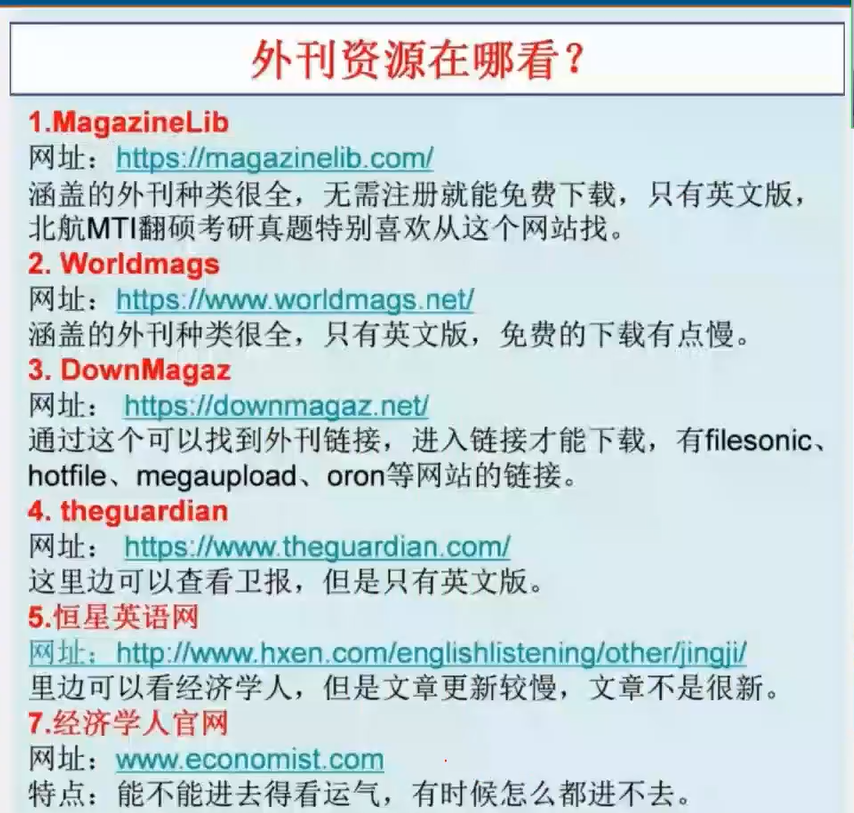 外刊资源在哪看？
1.MagazineLib
网址：https://magazinelib.com/
涵盖的外刊种类很全，无需注册就能免费下载，只有英文版，
北航MTI翻硕考研真题特别喜欢从这个网站找。
2. Worldmags
网址：https://www.worldmags.net/
涵盖的外刊种类很全，只有英文版，免费的下载有点慢。
3. DownMagaz
网址： https://downmagaz.net/
通过这个可以找到外刊链接，进入链接才能下载，有filesonic、
hotfile、megaupload、oron等网站的链接。
4. theguardian
网址： https://www.theguardian.com/
这里边可以查看卫报，但是只有英文版。
5.恒星英语网
网址：http://www.hxen.com/englishlistening/other/jingji/
里边可以看经济学人，但是文章更新较慢，文章不是很新。
7.经济学人官网
网址：www.economist.com
特点：能不能进去得看运气，有时候怎么都进不去。